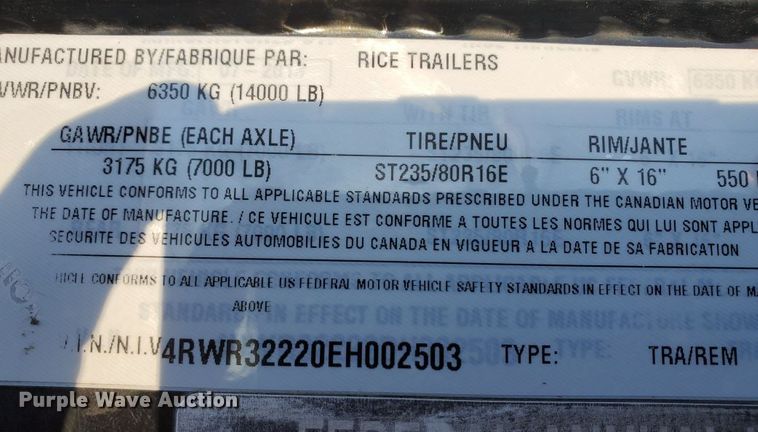 ANUFACTURED BY/FABRIQUE PAR: RICE TRAILERS
VWR/PNBV: 6350 KG (14000 LB)
GAWR/PNBE (EACH AXLE) TIRE/PNEU RIM/JANTE
3175 KG (7000 LB) ST235/80R16E 6" X 16" 550
THIS VEHICLE CONFORMS TO ALL APPLICABLE STANDARDS PRESCRIBED UNDER THE CANADIAN MOTOR VE
THE DATE OF MANUFACTURE. / CE VEHICULE EST CONFORME A TOUTES LES NORMES QUI LUI SONT APPL
SECURITE DES VEHICULES AUTOMOBILES DU CANADA EN VIGUEUR A LA DATE DE SA FABRICATION
HICLE CONFORMS TO ALL APPLICABLE US FEDERAL MOTOR VEHICLE SAFETY STANDARDS IN EFFECT ON THE DATE OF MA
ABOVE
.I.N./N.I.V 4RWR32220EH002503 TYPE: TRA/REM
Purple Wave Auction